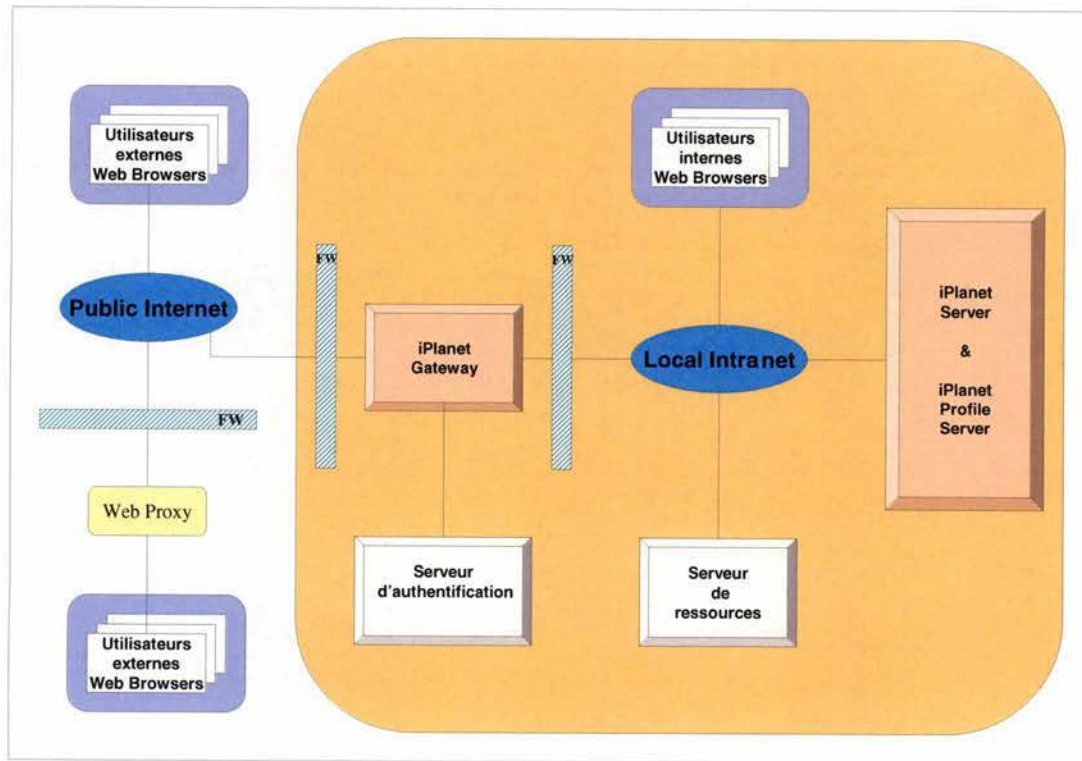 Utilisateurs
externes
Web Browsers
Public Internet
FW
Web Proxy
Utilisateurs
externes
Web Browsers
FW
iPlanet
Gateway
Serveur
d'authentification
FW
Utilisateurs
internes
Web Browsers
Local Intranet
Serveur
de
ressources
iPlanet
Server
&
iPlanet
Profile
Server